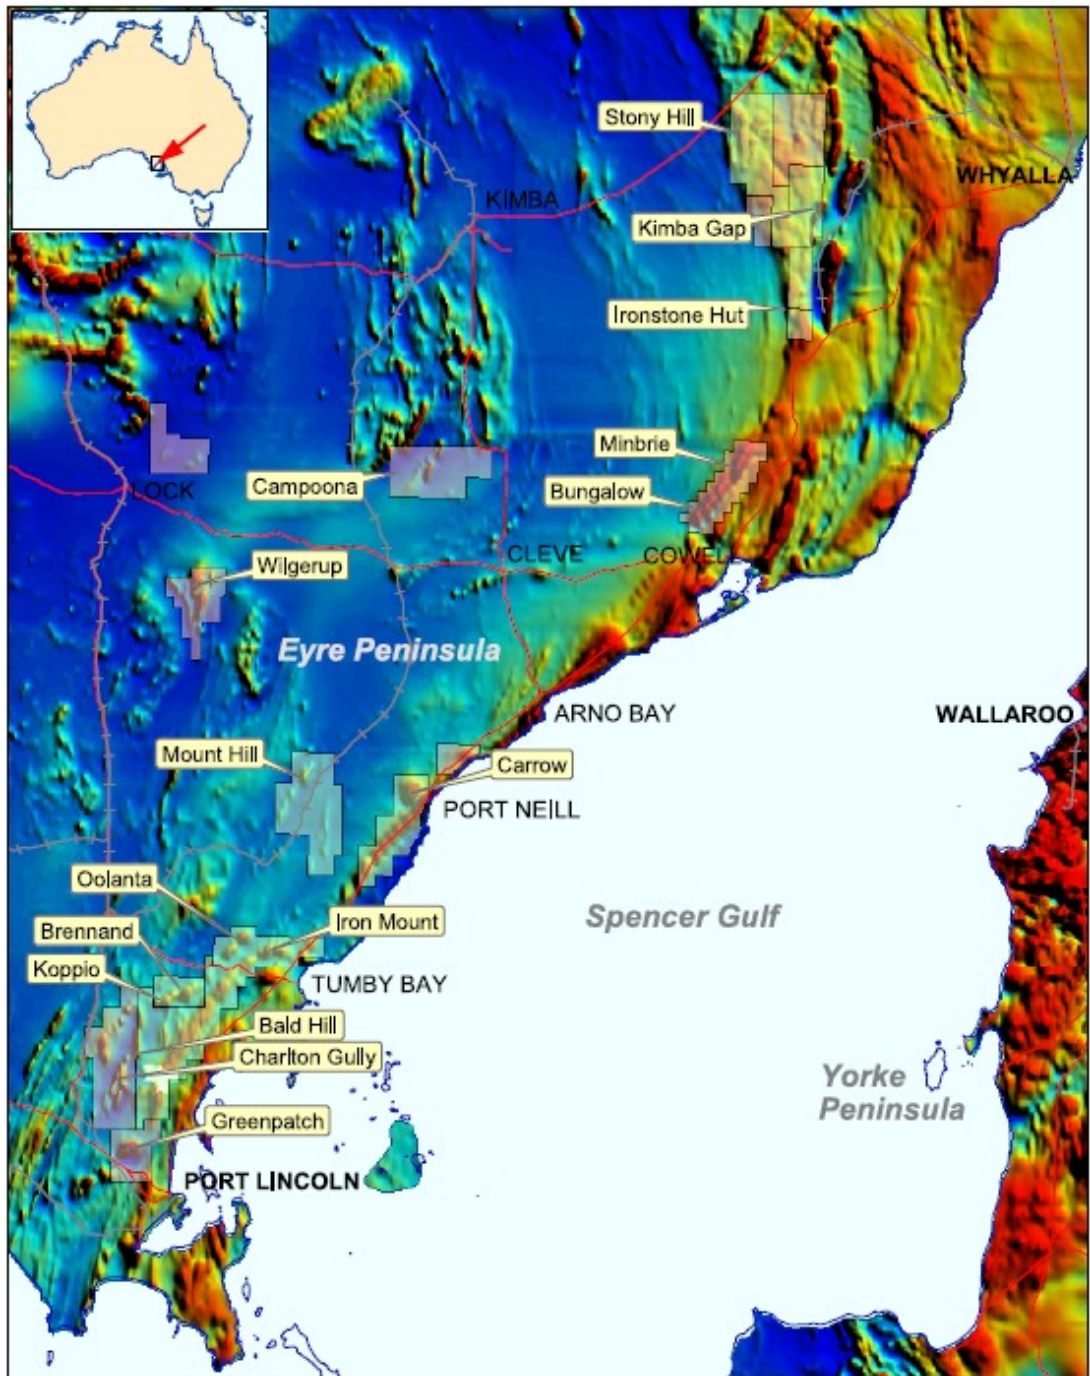 Stony Hill
WHYALLA
KIMBA
Kimba Gap
Ironstone Hut
Minbrie
Campoona
Bungalow
LOCK
CLEVE
COWELL
Wilgerup
Eyre Peninsula
ARNO BAY
WALLAROO
Mount Hill
Carrow
PORT NEILL
Oolanta
Iron Mount
Spencer Gulf
Brennand
Koppio
TUMBY BAY
Bald Hill
Charlton Gully
Yorke
Peninsula
Greenpatch
PORT LINCOLN